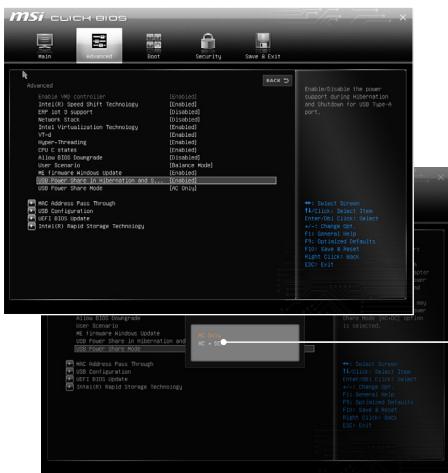 msi CLICK BIOS
Main
Advanced
Boot
Security
Save & Exit
Advanced
BACK
Enable VMD controller [Enabled]
Intel(R) Speed Shift Technology [Enabled]
ERP lot 3 support [Disabled]
Network Stack [Disabled]
Intel Virtualization Technology [Enabled]
VT-d [Enabled]
Hyper-Threading [Enabled]
CPU C states [Enabled]
Allow BIOS Downgrade [Disabled]
User Scenario [Balance Mode]
ME firmware Windows Update [Enabled]
USB Power Share in Hibernation and S... [Enabled]
USB Power Share Mode [AC Only]
MAC Address Pass Through
USB Configuration
UEFI BIOS Update
Intel(R) Rapid Storage Technology
Enable/Disable the power
support during Hibernation
and Shutdown for USB Type-A
port.
: Select Screen
/Click: Select Item
Enter/Dbl Click: Select
+/-: Change Opt.
F1: General Help
F9: Optimized Defaults
F10: Save & Reset
Right Click: Back
ESC: Exit
Allow BIOS Downgrade
User Scenario
ME firmware Windows Update
USB Power Share in Hibernation and
USB Power Share Mode
MAC Address Pass Through
USB Configuration
UEFI BIOS Update
Intel(R) Rapid Storage Technology
AC Only
Share Mode [AC+DC] option
is selected.
: Select Screen
/Click: Select Item
Enter/Dbl Click: Select
+/-: Change Opt.
F1: General Help
F9: Optimized Defaults
F10: Save & Reset
Right Click: Back
ESC: Exit